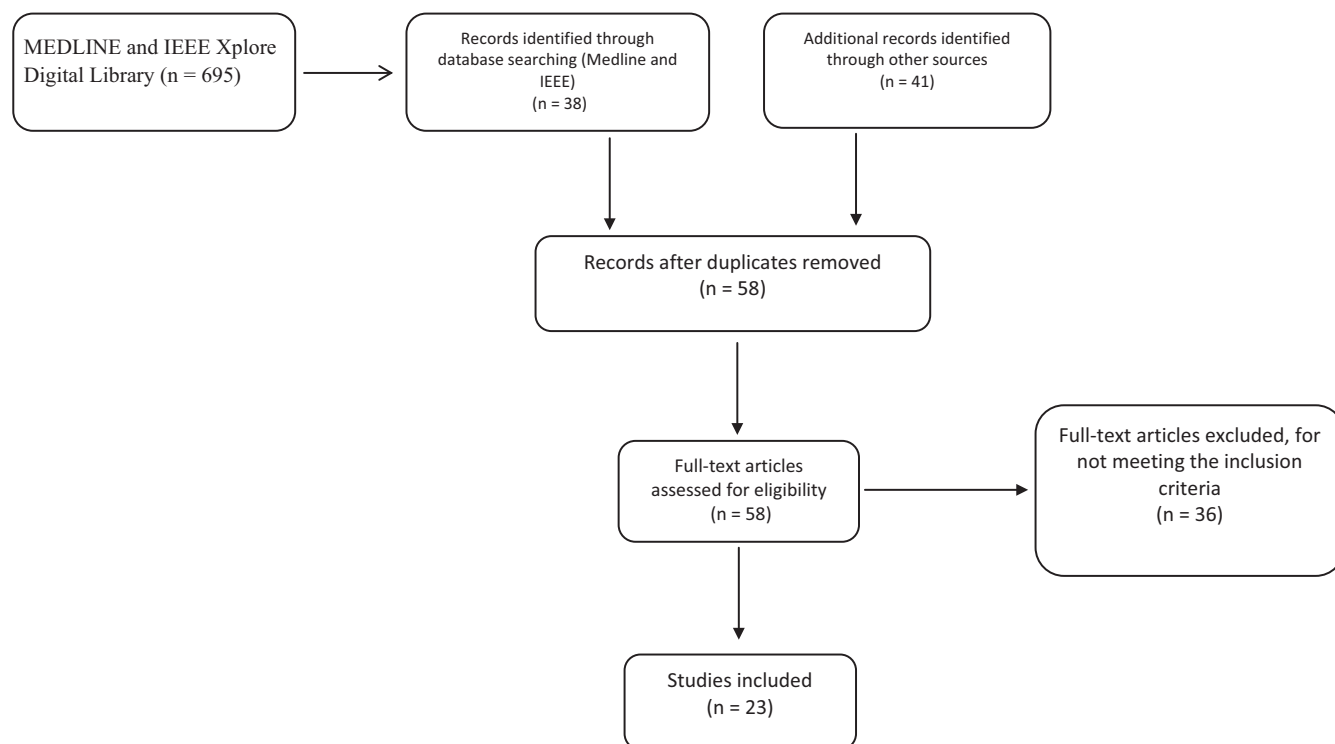 MEDLINE and IEEE Xplore
Digital Library (n = 695)
Records identified through
database searching (Medline and
IEEE)
(n = 38)
Additional records identified
through other sources
(n = 41)
Records after duplicates removed
(n = 58)
Full-text articles
assessed for eligibility
(n = 58)
Full-text articles excluded, for
not meeting the inclusion
criteria
(n = 36)
Studies included
(n = 23)